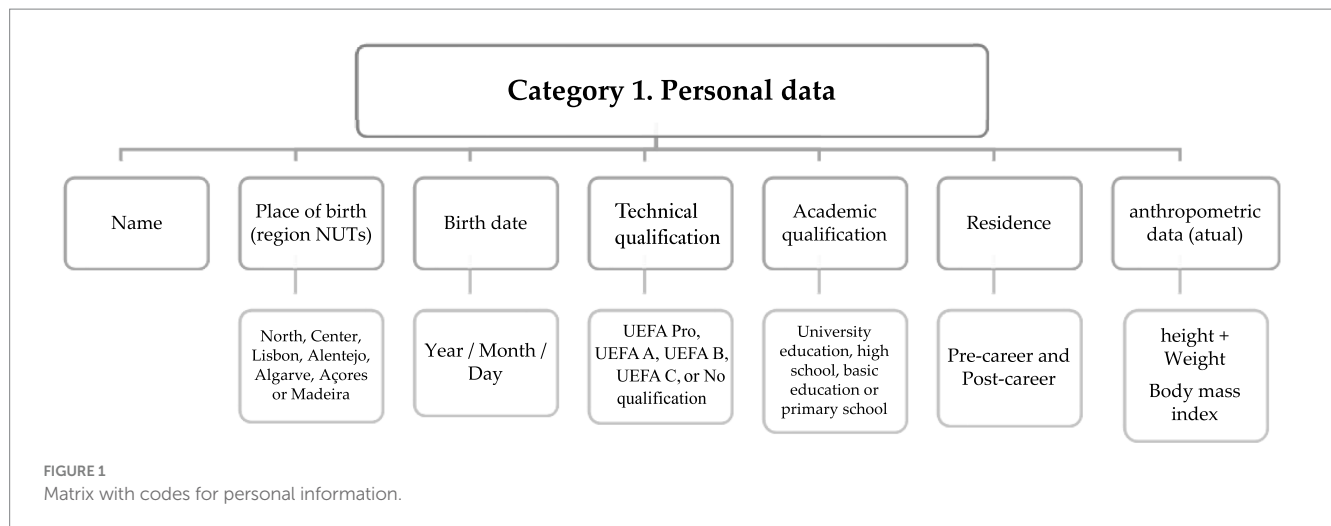 Category 1. Personal data
Name
Place of birth
(region NUTs)
Birth date
Technical
qualification
Academic
qualification
Residence
anthropometric
data (atual)
North, Center,
Lisbon, Alentejo,
Algarve, Açores
or Madeira
Year / Month /
Day
UEFA Pro,
UEFA A, UEFA B,
UEFA C, or No
qualification
University
education, high
school, basic
education or
primary school
Pre-career and
Post-career
height +
Weight
Body mass
index
FIGURE 1
Matrix with codes for personal information.